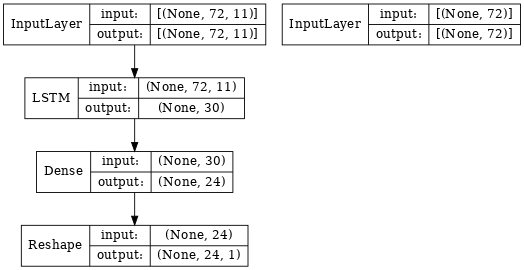 InputLayer
input: [(None, 72, 11)]
output: [(None, 72, 11)]
InputLayer
input: [(None, 72)]
output: [(None, 72)]
LSTM
input: (None, 72, 11)
output: (None, 30)
Dense
input: (None, 30)
output: (None, 24)
Reshape
input: (None, 24)
output: (None, 24, 1)